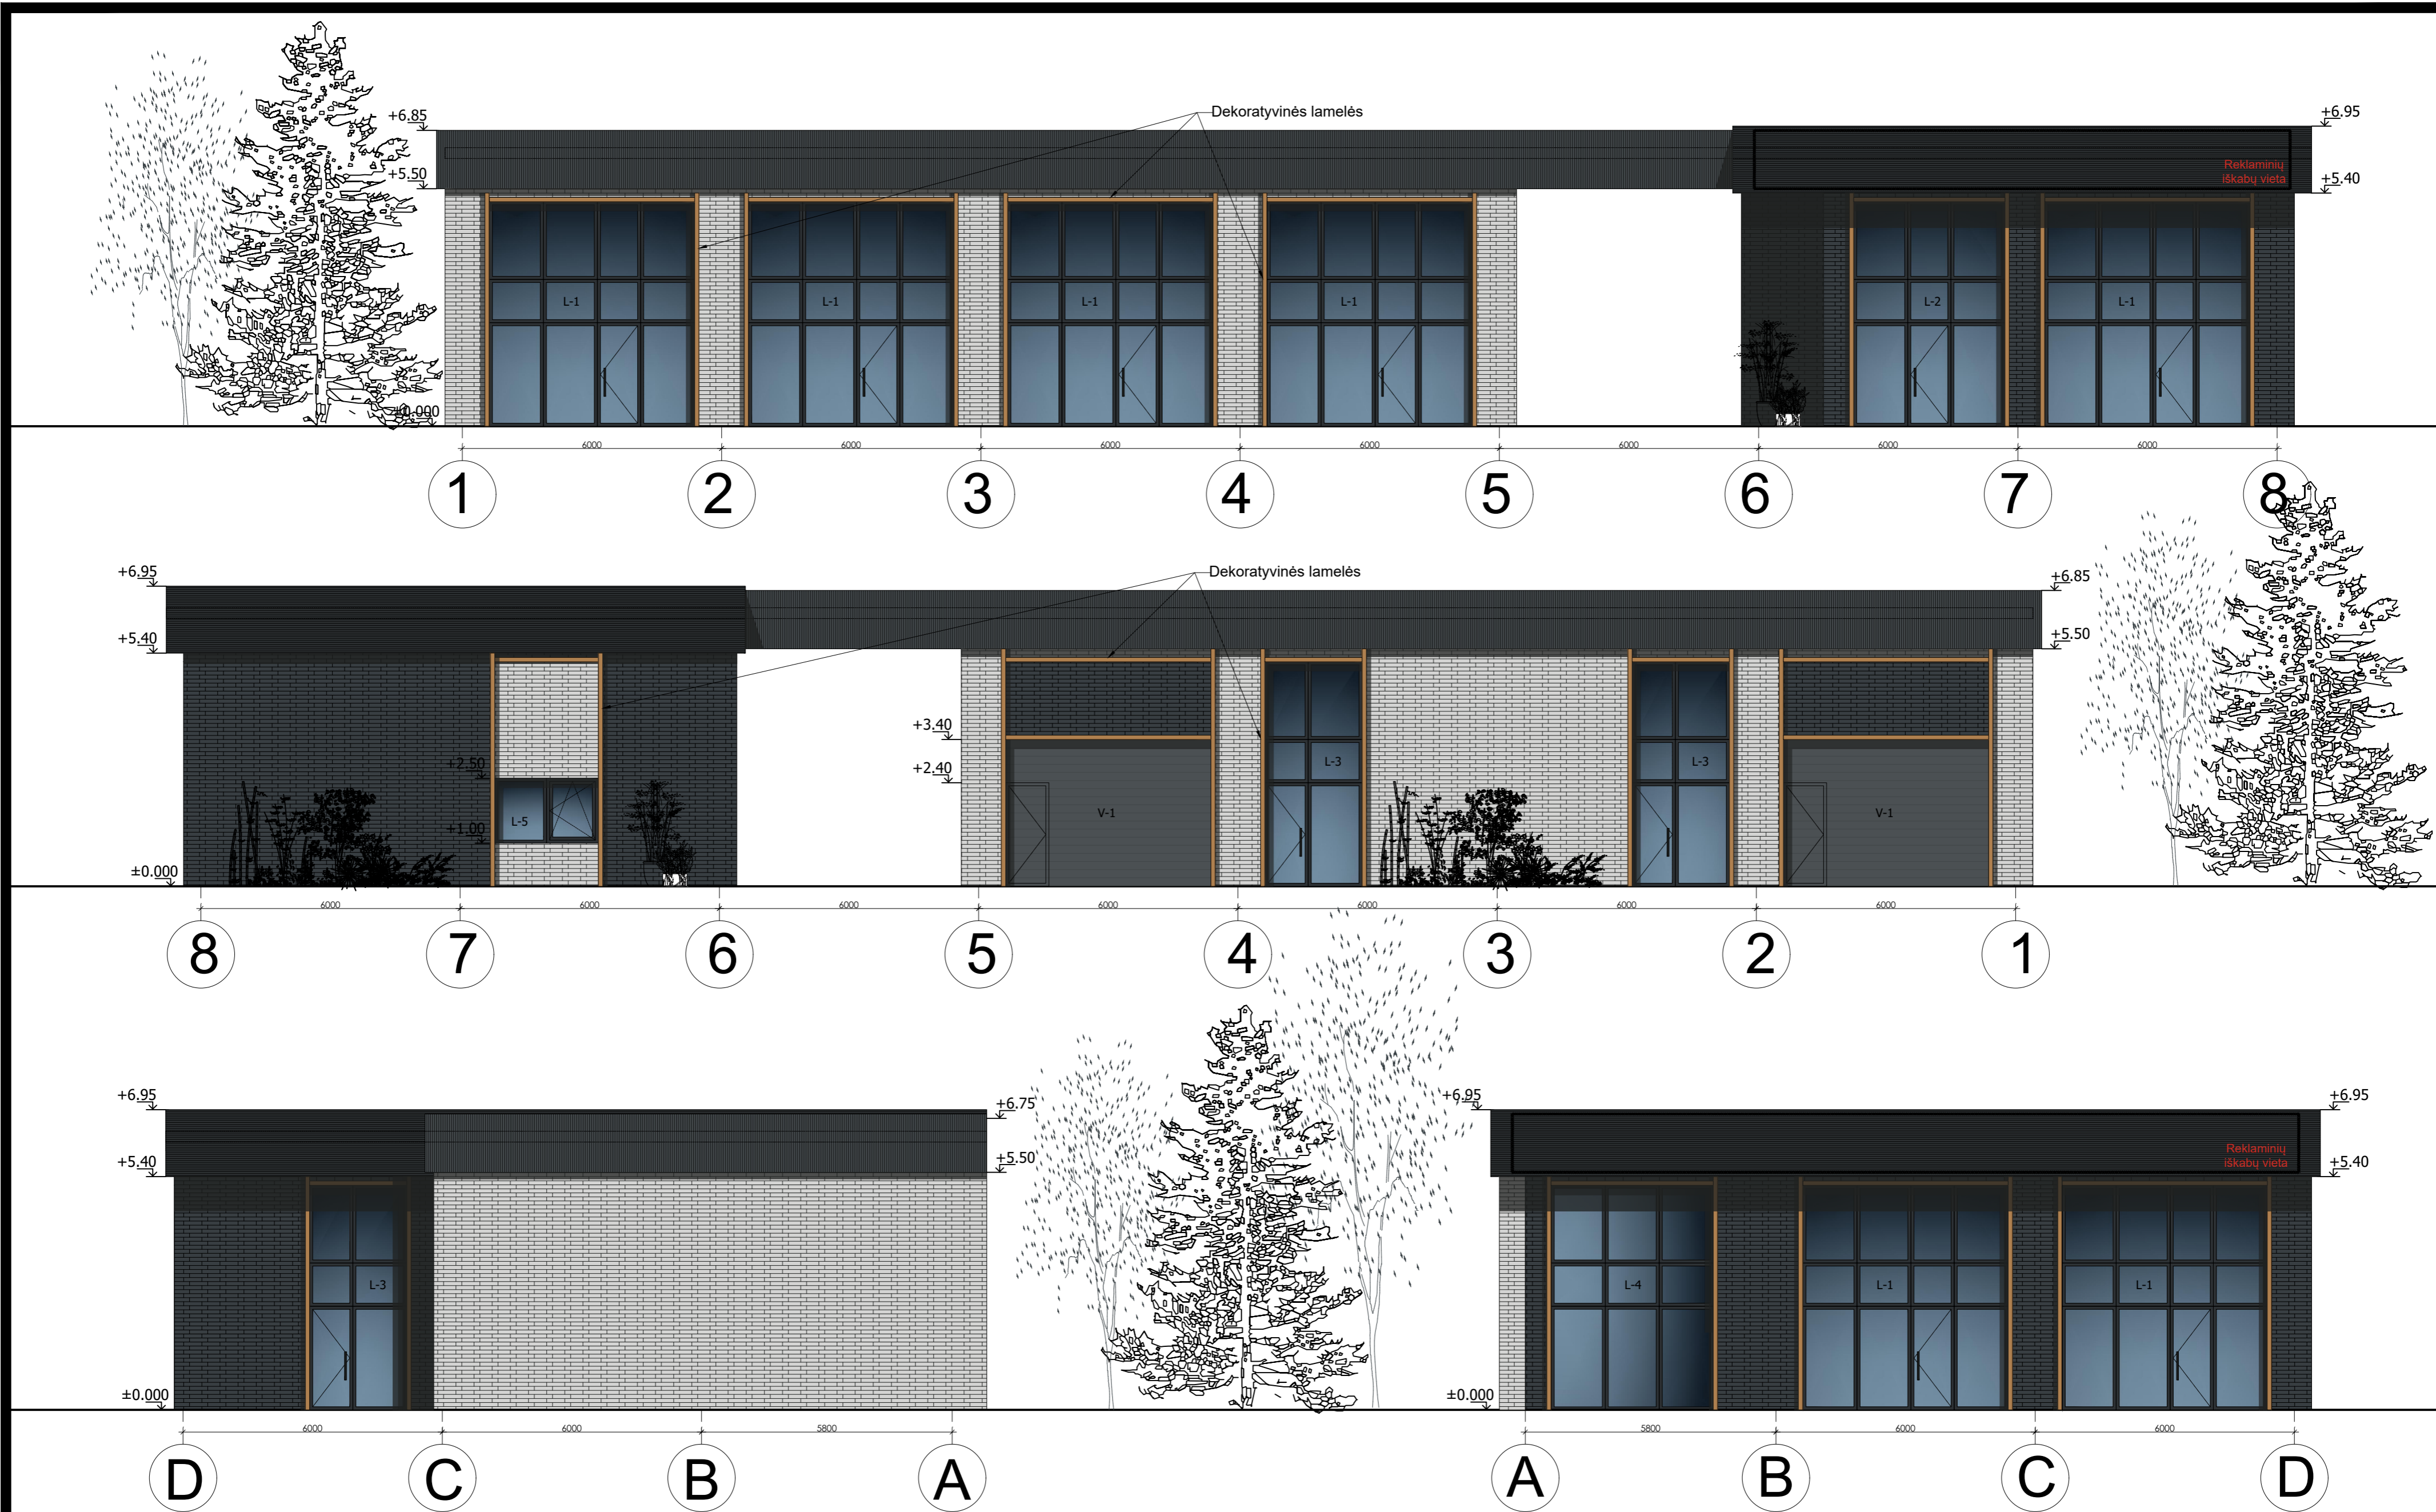 Dekoratyvinės lamelės
+6.85
+6.95
Reklaminių
iškabų vieta
+5.50
+5.40
L-1
L-1
L-1
L-1
L-2
L-1
±0.000
6000
6000
6000
6000
6000
6000
6000
1
2
3
4
5
6
7
8
Dekoratyvinės lamelės
+6.95
+6.85
+5.40
+5.50
+3.40
+2.50
+2.40
L-3
L-3
V-1
V-1
L-5
+1.00
±0.000
6000
6000
6000
6000
6000
6000
6000
8
7
6
5
4
3
2
1
+6.95
+6.75
+6.95
+6.95
Reklaminių
iškabų vieta
+5.40
+5.50
+5.40
L-3
L-4
L-1
L-1
±0.000
±0.000
6000
6000
5800
5800
6000
6000
D
C
B
A
A
B
C
D